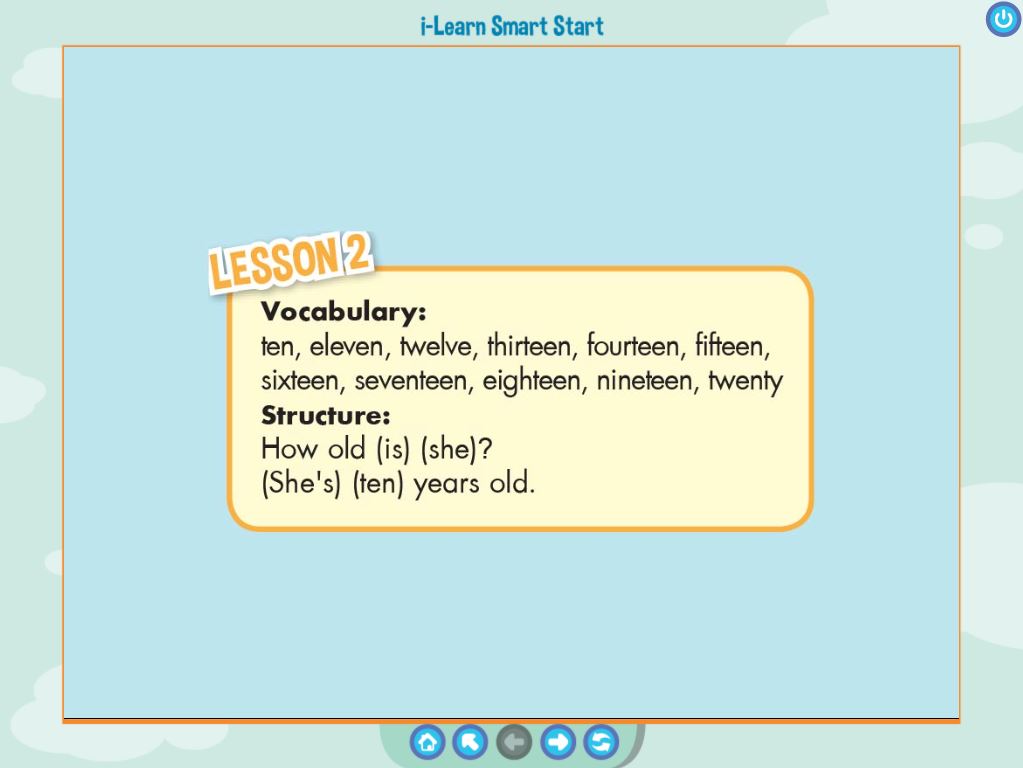 i-Learn Smart Start
LESSON 2
Vocabulary:
ten, eleven, twelve, thirteen, fourteen, fifteen,
sixteen, seventeen, eighteen, nineteen, twenty
Structure:
How old (is) (she)?
(She's) (ten) years old.